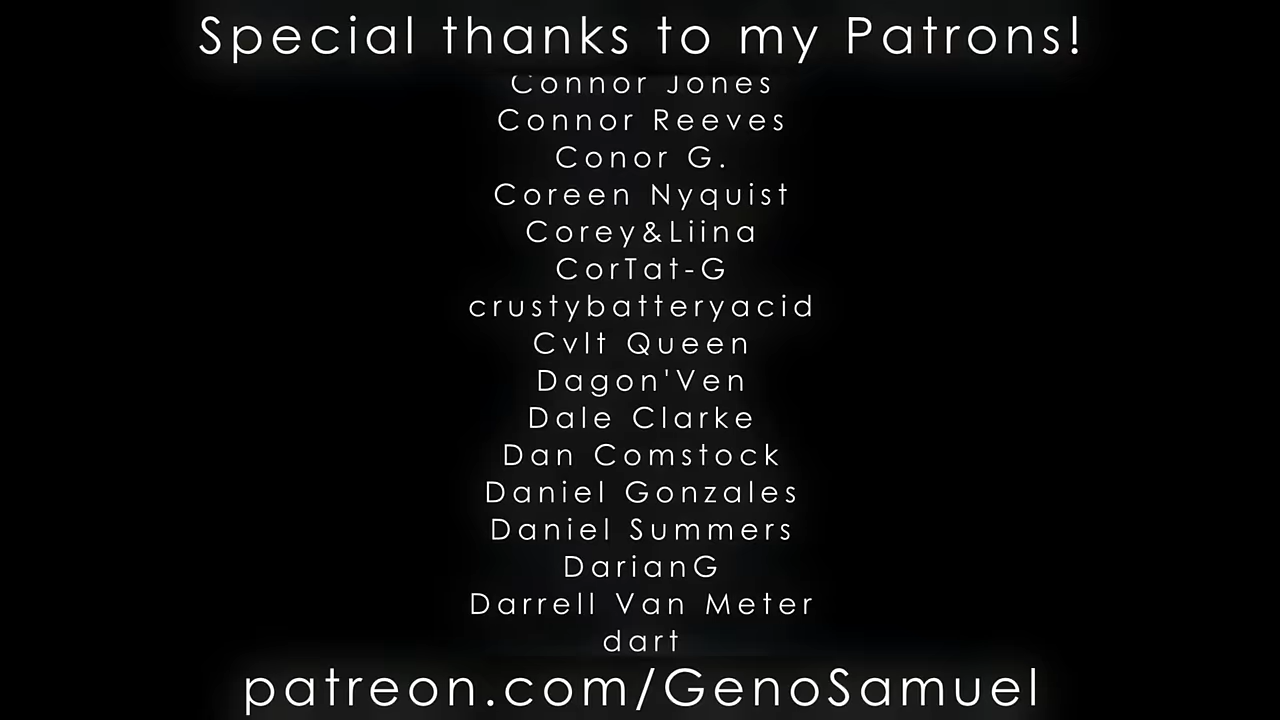 Special thanks to my Patrons!
Connor Jones
Connor Reeves
Conor G.
Coreen Nyquist
Corey&Liina
CorTat-G
crustybatteryacid
Cvlt Queen
Dagon'Ven
Dale Clarke
Dan Comstock
Daniel Gonzales
Daniel Summers
DarianG
Darrell Van Meter
dart
patreon.com/GenoSamuel